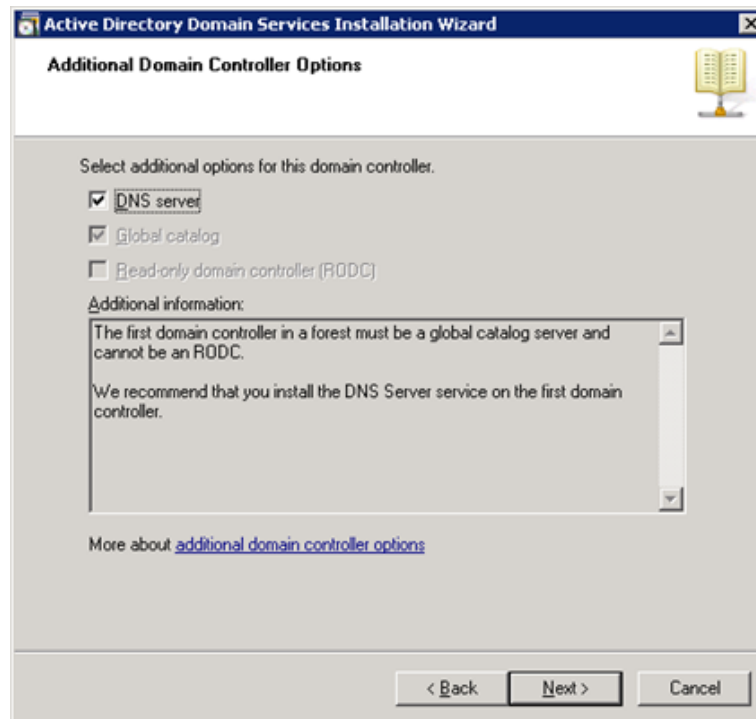 Active Directory Domain Services Installation Wizard
Additional Domain Controller Options
Select additional options for this domain controller.
DNS server
Global catalog
Read-only domain controller (RODC)
Additional information:
The first domain controller in a forest must be a global catalog server and
cannot be an RODC.
We recommend that you install the DNS Server service on the first domain
controller.
More about additional domain controller options
< Back
Next >
Cancel